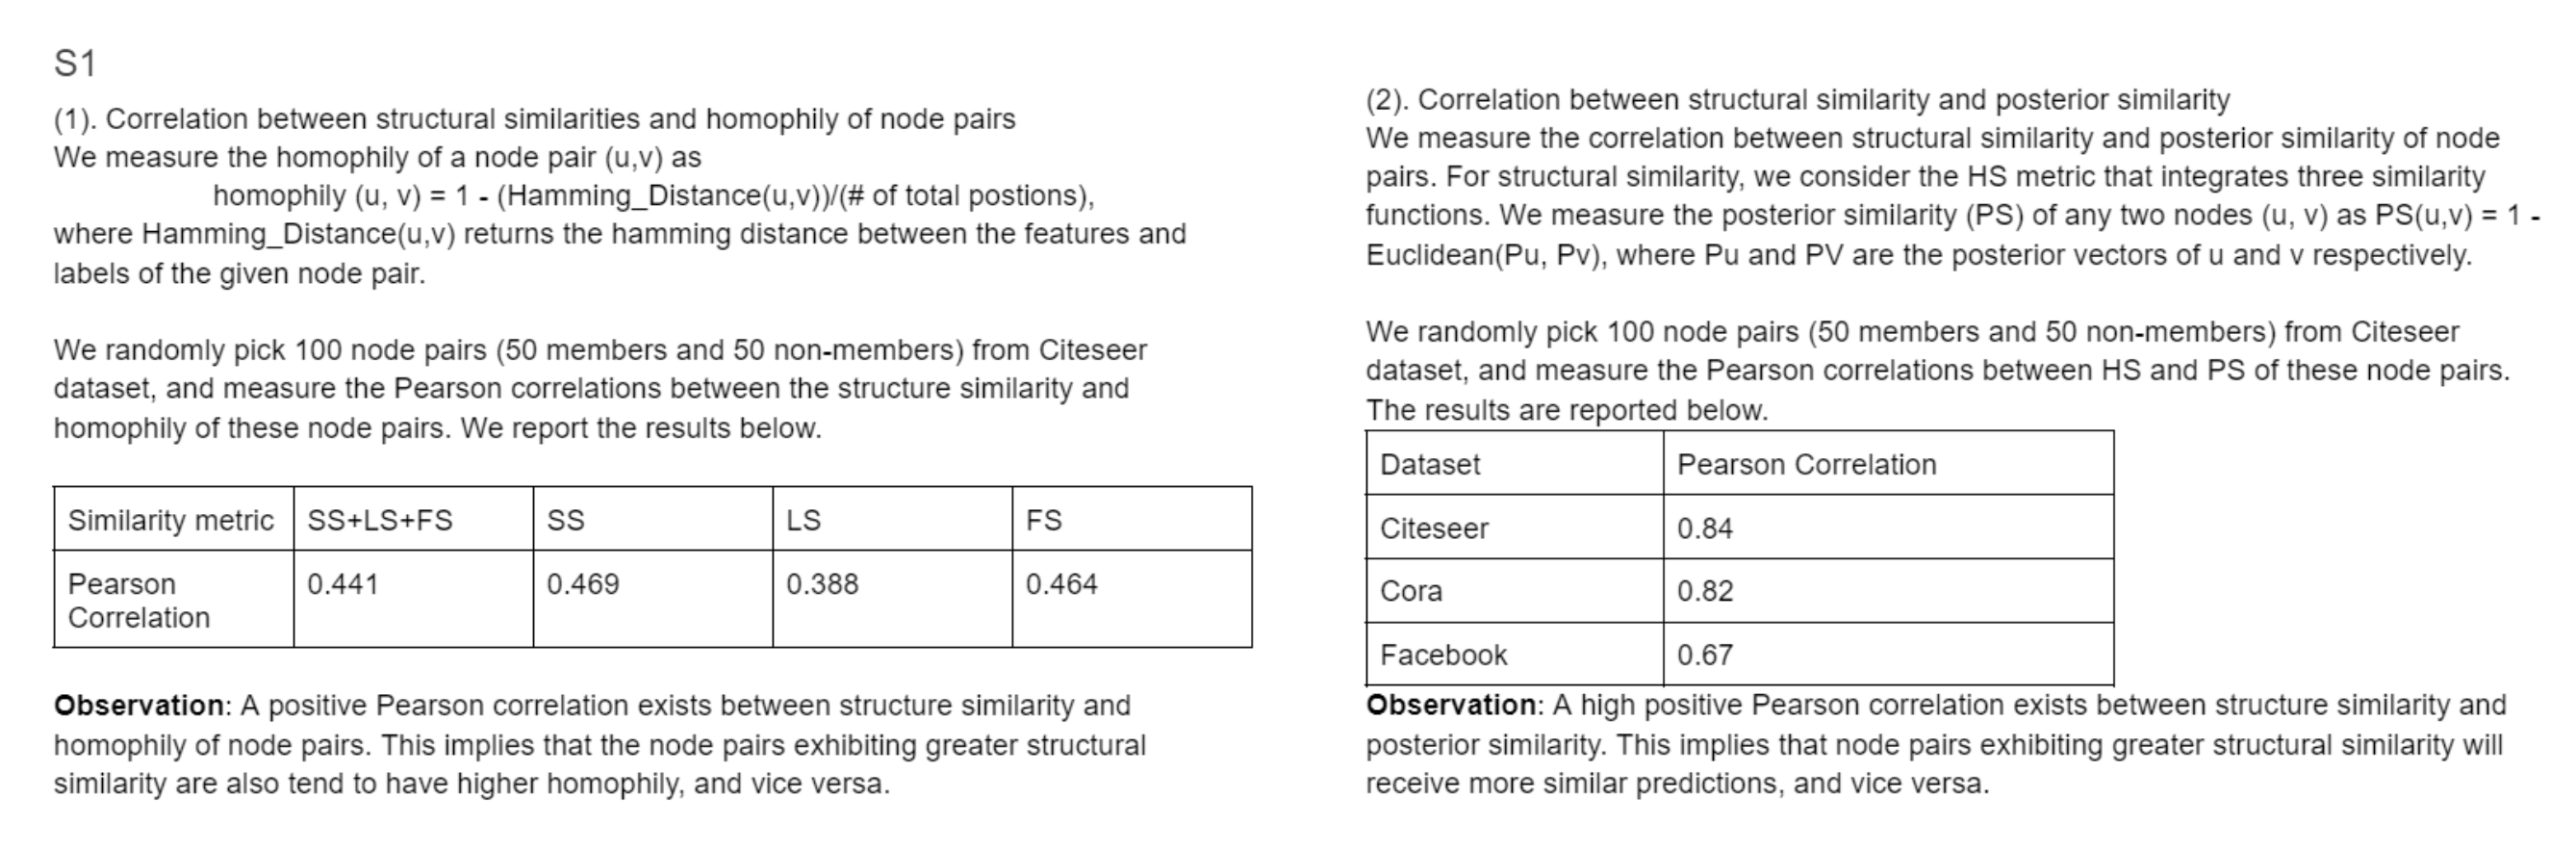 S1
(1). Correlation between structural similarities and homophily of node pairs
We measure the homophily of a node pair (u,v) as
homophily (u, v) = 1 - (Hamming_Distance(u,v))/(# of total postions),
where Hamming_Distance(u,v) returns the hamming distance between the features and
labels of the given node pair.
We randomly pick 100 node pairs (50 members and 50 non-members) from Citeseer
dataset, and measure the Pearson correlations between the structure similarity and
homophily of these node pairs. We report the results below.
Similarity metric SS+LS+FS SS LS FS
Pearson 0.441 0.469 0.388 0.464
Correlation
Observation: A positive Pearson correlation exists between structure similarity and
homophily of node pairs. This implies that the node pairs exhibiting greater structural
similarity are also tend to have higher homophily, and vice versa.
(2). Correlation between structural similarity and posterior similarity
We measure the correlation between structural similarity and posterior similarity of node
pairs. For structural similarity, we consider the HS metric that integrates three similarity
functions. We measure the posterior similarity (PS) of any two nodes (u, v) as PS(u,v) = 1 -
Euclidean(Pu, Pv), where Pu and PV are the posterior vectors of u and v respectively.
We randomly pick 100 node pairs (50 members and 50 non-members) from Citeseer
dataset, and measure the Pearson correlations between HS and PS of these node pairs.
The results are reported below.
Dataset Pearson Correlation
Citeseer 0.84
Cora 0.82
Facebook 0.67
Observation: A high positive Pearson correlation exists between structure similarity and
posterior similarity. This implies that node pairs exhibiting greater structural similarity will
receive more similar predictions, and vice versa.